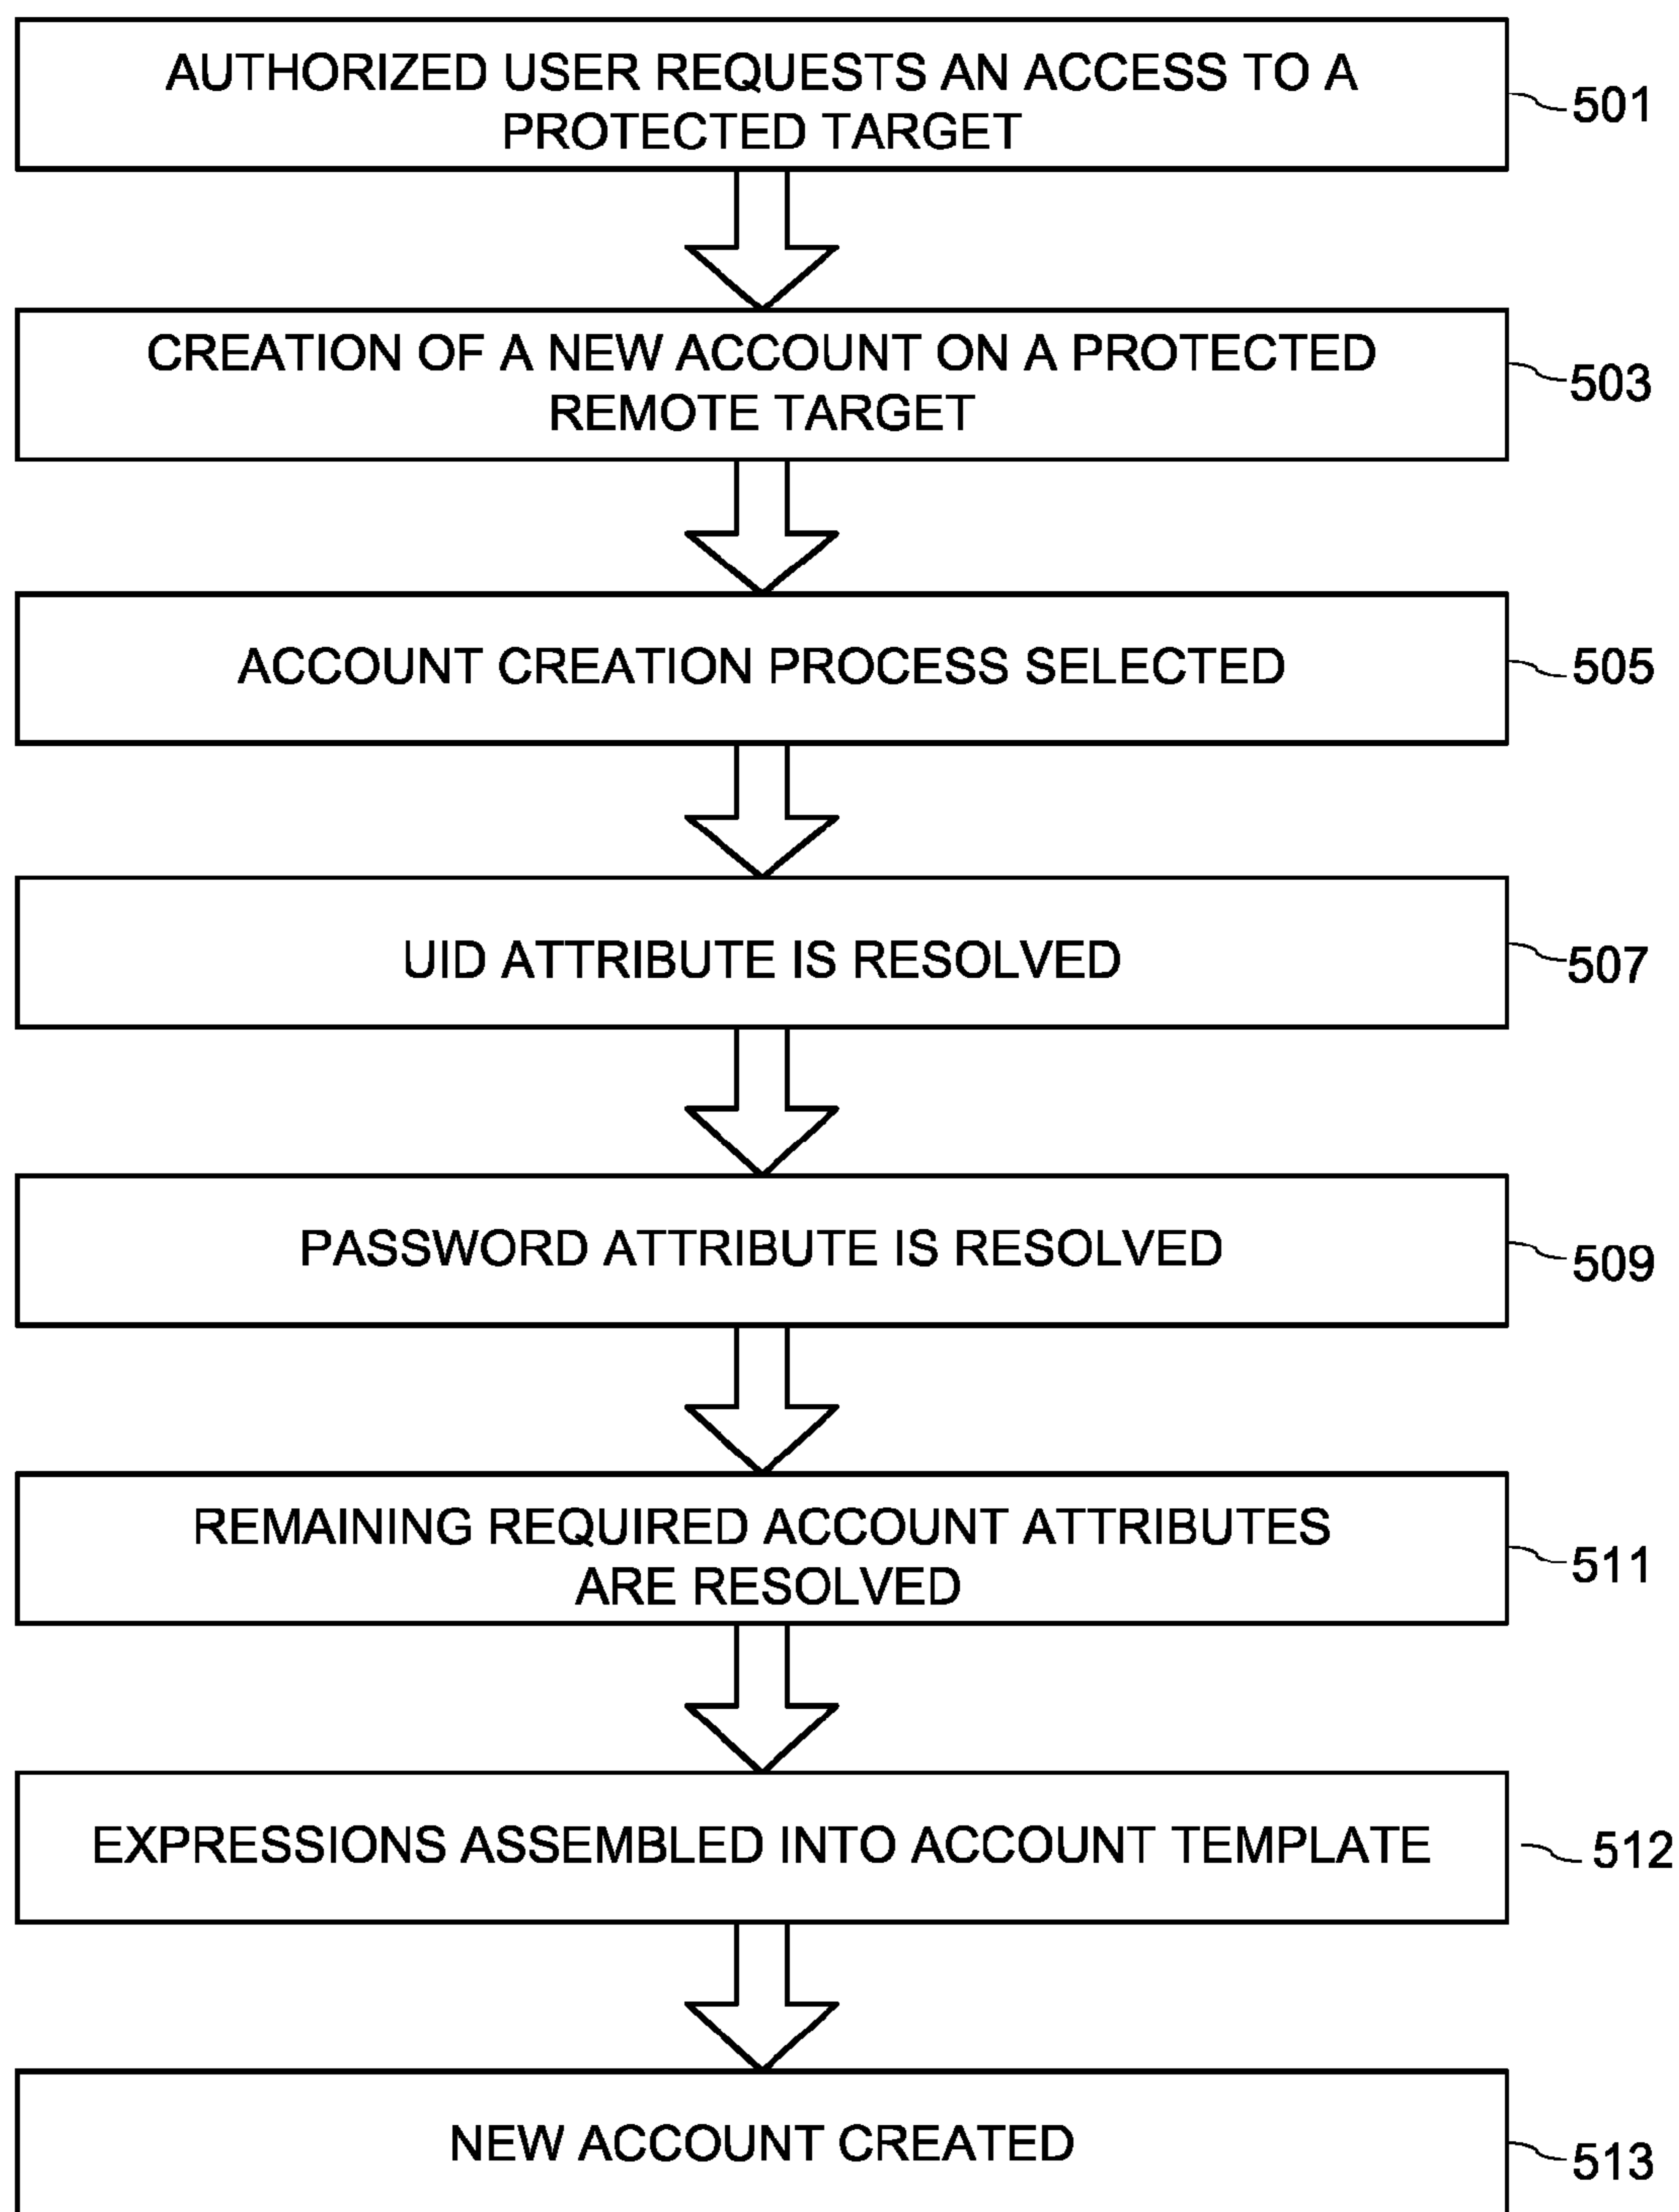 AUTHORIZED USER REQUESTS AN ACCESS TO A
PROTECTED TARGET
501
CREATION OF A NEW ACCOUNT ON A PROTECTED
REMOTE TARGET
503
ACCOUNT CREATION PROCESS SELECTED
505
UID ATTRIBUTE IS RESOLVED
507
PASSWORD ATTRIBUTE IS RESOLVED
509
REMAINING REQUIRED ACCOUNT ATTRIBUTES
ARE RESOLVED
511
EXPRESSIONS ASSEMBLED INTO ACCOUNT TEMPLATE
512
NEW ACCOUNT CREATED
513